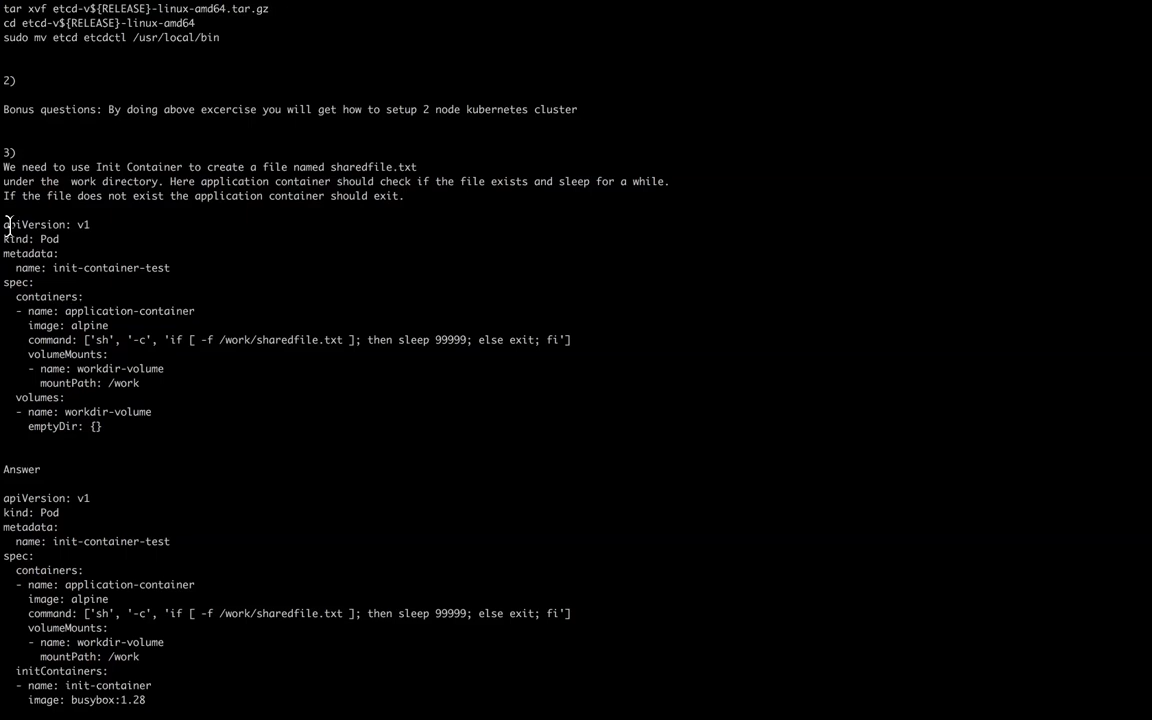 tar xvf etcd-v${RELEASE}-linux-amd64.tar.gz
cd etcd-v${RELEASE}-linux-amd64
sudo mv etcd etcdctl /usr/local/bin
2)
Bonus questions: By doing above excercise you will get how to setup 2 node kubernetes cluster
3)
We need to use Init Container to create a file named sharedfile.txt
under the  work directory. Here application container should check if the file exists and sleep for a while.
If the file does not exist the application container should exit.
apiVersion: v1
kind: Pod
metadata:
  name: init-container-test
spec:
  containers:
  - name: application-container
    image: alpine
    command: ['sh', '-c', 'if [ -f /work/sharedfile.txt ]; then sleep 99999; else exit; fi']
    volumeMounts:
    - name: workdir-volume
      mountPath: /work
  volumes:
  - name: workdir-volume
    emptyDir: {}
Answer
apiVersion: v1
kind: Pod
metadata:
  name: init-container-test
spec:
  containers:
  - name: application-container
    image: alpine
    command: ['sh', '-c', 'if [ -f /work/sharedfile.txt ]; then sleep 99999; else exit; fi']
    volumeMounts:
    - name: workdir-volume
      mountPath: /work
  initContainers:
  - name: init-container
    image: busybox:1.28